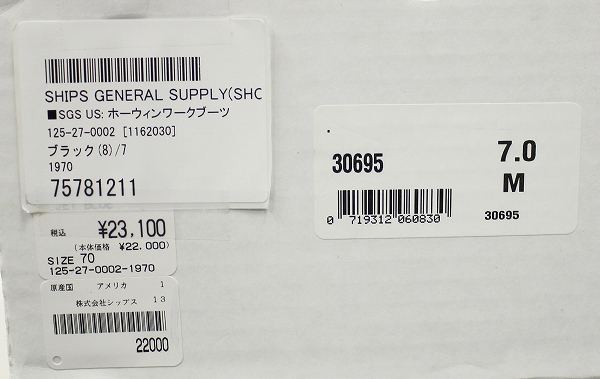 SHIPS GENERAL SUPPLY(SHC
■SGS US: ホーウィンワークブーツ
125-27-0002 [1162030]
ブラック(8)/7
1970
75781211
税込 ¥23,100
(本体価格 ¥22,000)
SIZE 70
125-27-0002-1970
原産国 アメリカ 1
株式会社シップス 13
22000
30695
7.0
M
0 719312 060830
30695